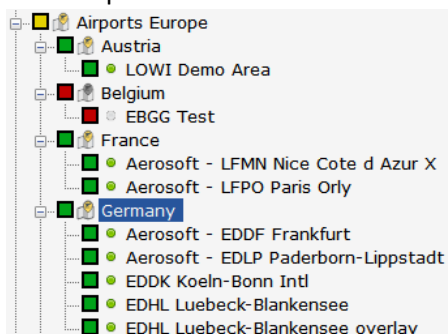 Airports Europe
Austria
LOWI Demo Area
Belgium
EBGG Test
France
Aerosoft - LFMN Nice Cote d Azur X
Aerosoft - LFPO Paris Orly
Germany
Aerosoft - EDDF Frankfurt
Aerosoft - EDLP Paderborn-Lippstadt
EDDK Koeln-Bonn Intl
EDHL Luebeck-Blankensee
EDHL Luebeck-Blankensee overlay